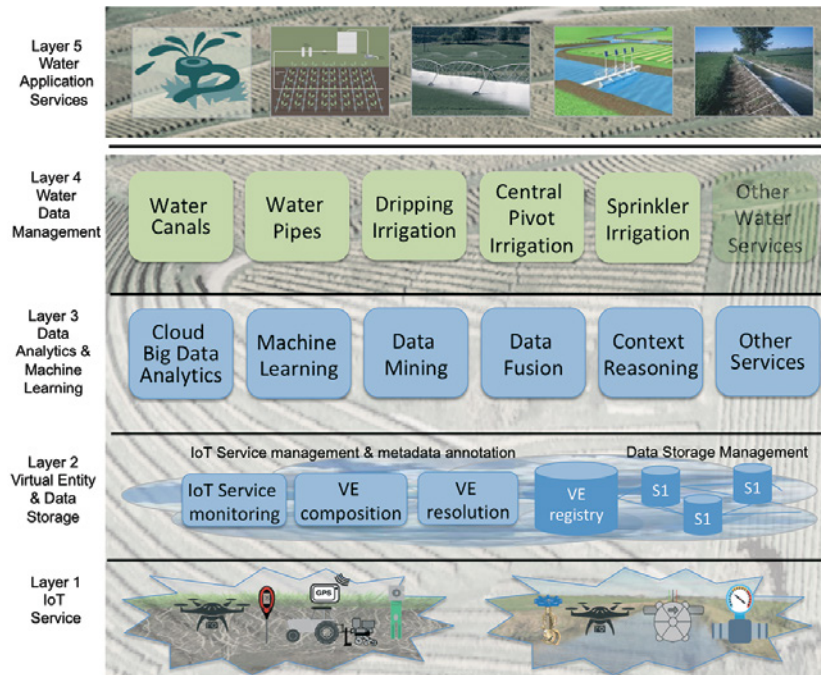 Layer 5
Water
Application
Services
Layer 4
Water
Data
Management
Water
Canals
Water
Pipes
Dripping
Irrigation
Central
Pivot
Irrigation
Sprinkler
Irrigation
Other
Water
Services
Layer 3
Data
Analytics &
Machine
Learning
Cloud
Big Data
Analytics
Machine
Learning
Data
Mining
Data
Fusion
Context
Reasoning
Other
Services
Layer 2
Virtual Entity
& Data
Storage
IoT Service management & metadata annotation
Data Storage Management
IoT Service
monitoring
VE
composition
VE
resolution
VE
registry
S1
S1
S1
Layer 1
IoT
Service
GPS